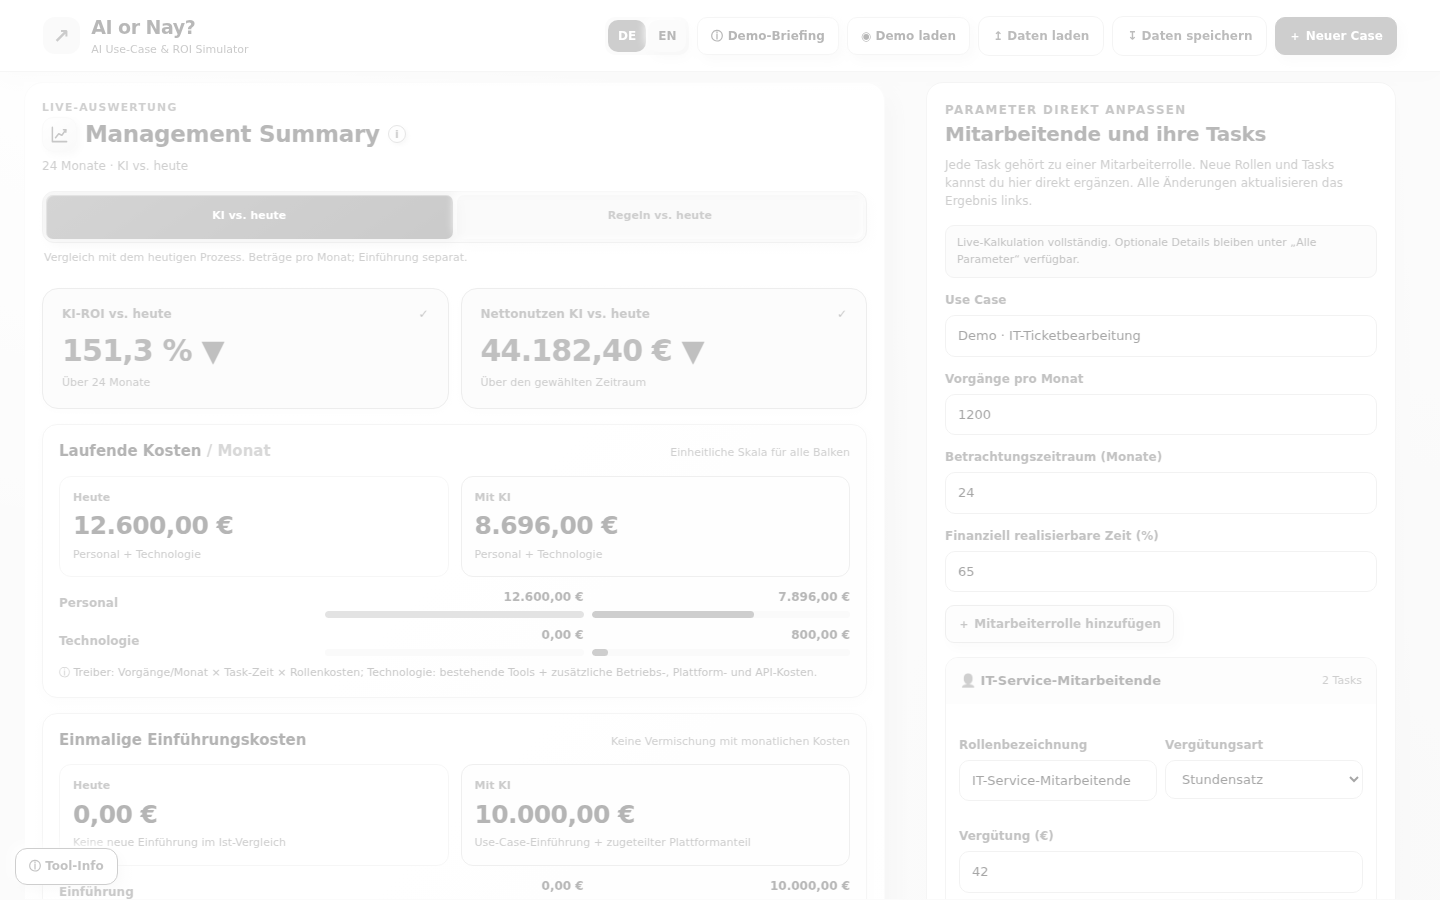 AI or Nay?
AI Use-Case & ROI Simulator
DE EN
ⓘ Demo-Briefing
◉ Demo laden
↥ Daten laden
↧ Daten speichern
+ Neuer Case
LIVE-AUSWERTUNG
Management Summary
24 Monate · KI vs. heute
KI vs. heute
Regeln vs. heute
Vergleich mit dem heutigen Prozess. Beträge pro Monat; Einführung separat.
KI-ROI vs. heute ✓
151,3 % ▼
Über 24 Monate
Nettonutzen KI vs. heute ✓
44.182,40 € ▼
Über den gewählten Zeitraum
Laufende Kosten / Monat
Einheitliche Skala für alle Balken
Heute
12.600,00 €
Personal + Technologie
Mit KI
8.696,00 €
Personal + Technologie
Personal 12.600,00 € 7.896,00 €
Technologie 0,00 € 800,00 €
ⓘ Treiber: Vorgänge/Monat × Task-Zeit × Rollenkosten; Technologie: bestehende Tools + zusätzliche Betriebs-, Plattform- und API-Kosten.
Einmalige Einführungskosten
Keine Vermischung mit monatlichen Kosten
Heute
0,00 €
Keine neue Einführung im Ist-Vergleich
Mit KI
10.000,00 €
Use-Case-Einführung + zugeteilter Plattformanteil
Einführung 0,00 € 10.000,00 €
ⓘ Tool-Info
PARAMETER DIREKT ANPASSEN
Mitarbeitende und ihre Tasks
Jede Task gehört zu einer Mitarbeiterrolle. Neue Rollen und Tasks
kannst du hier direkt ergänzen. Alle Änderungen aktualisieren das
Ergebnis links.
Live-Kalkulation vollständig. Optionale Details bleiben unter „Alle
Parameter“ verfügbar.
Use Case
Demo · IT-Ticketbearbeitung
Vorgänge pro Monat
1200
Betrachtungszeitraum (Monate)
24
Finanziell realisierbare Zeit (%)
65
+ Mitarbeiterrolle hinzufügen
👤 IT-Service-Mitarbeitende
2 Tasks
Rollenbezeichnung
IT-Service-Mitarbeitende
Vergütungsart
Stundensatz
Vergütung (€)
42